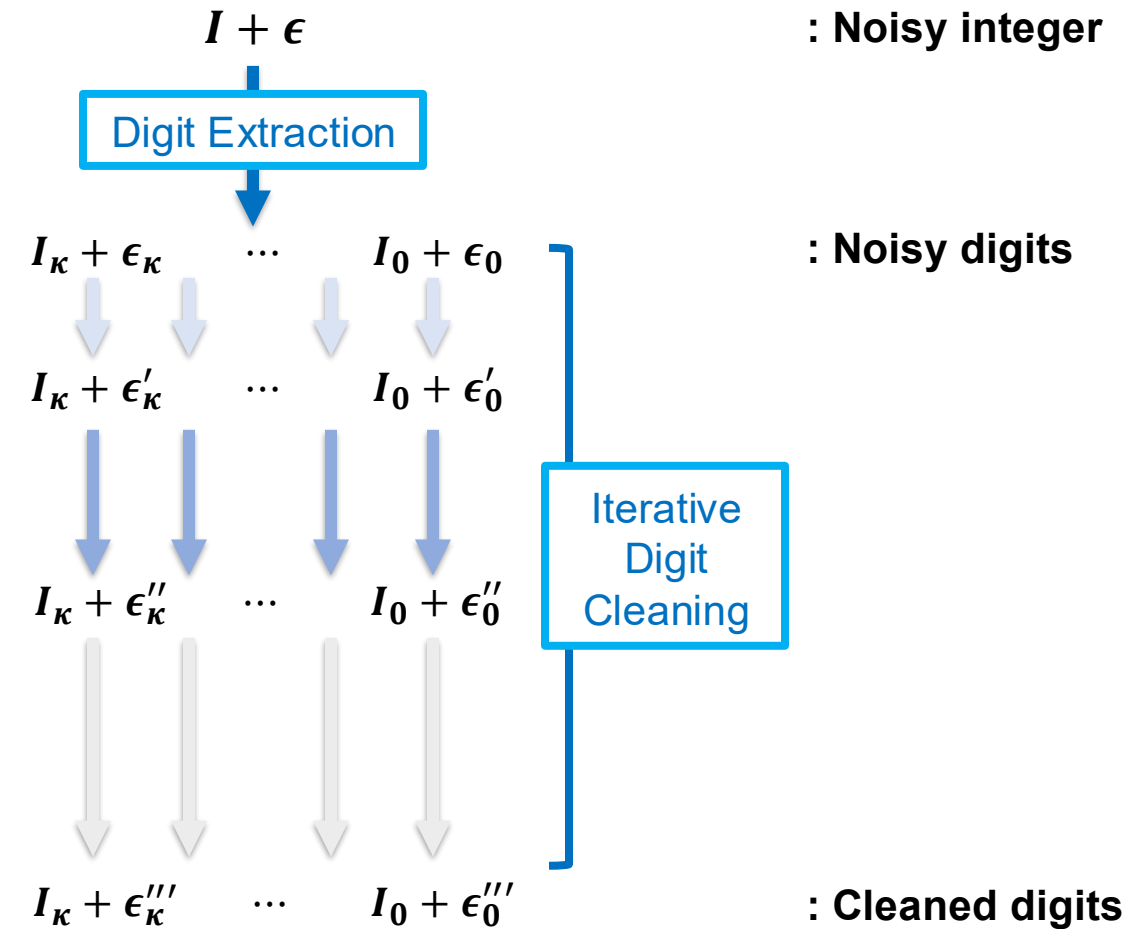 I + ϵ : Noisy integer
Digit Extraction
I_κ + ϵ_κ ⋯ I_0 + ϵ_0 : Noisy digits
I_κ + ϵ′_κ ⋯ I_0 + ϵ′_0
Iterative
Digit
Cleaning
I_κ + ϵ″_κ ⋯ I_0 + ϵ″_0
I_κ + ϵ‴_κ ⋯ I_0 + ϵ‴_0 : Cleaned digits